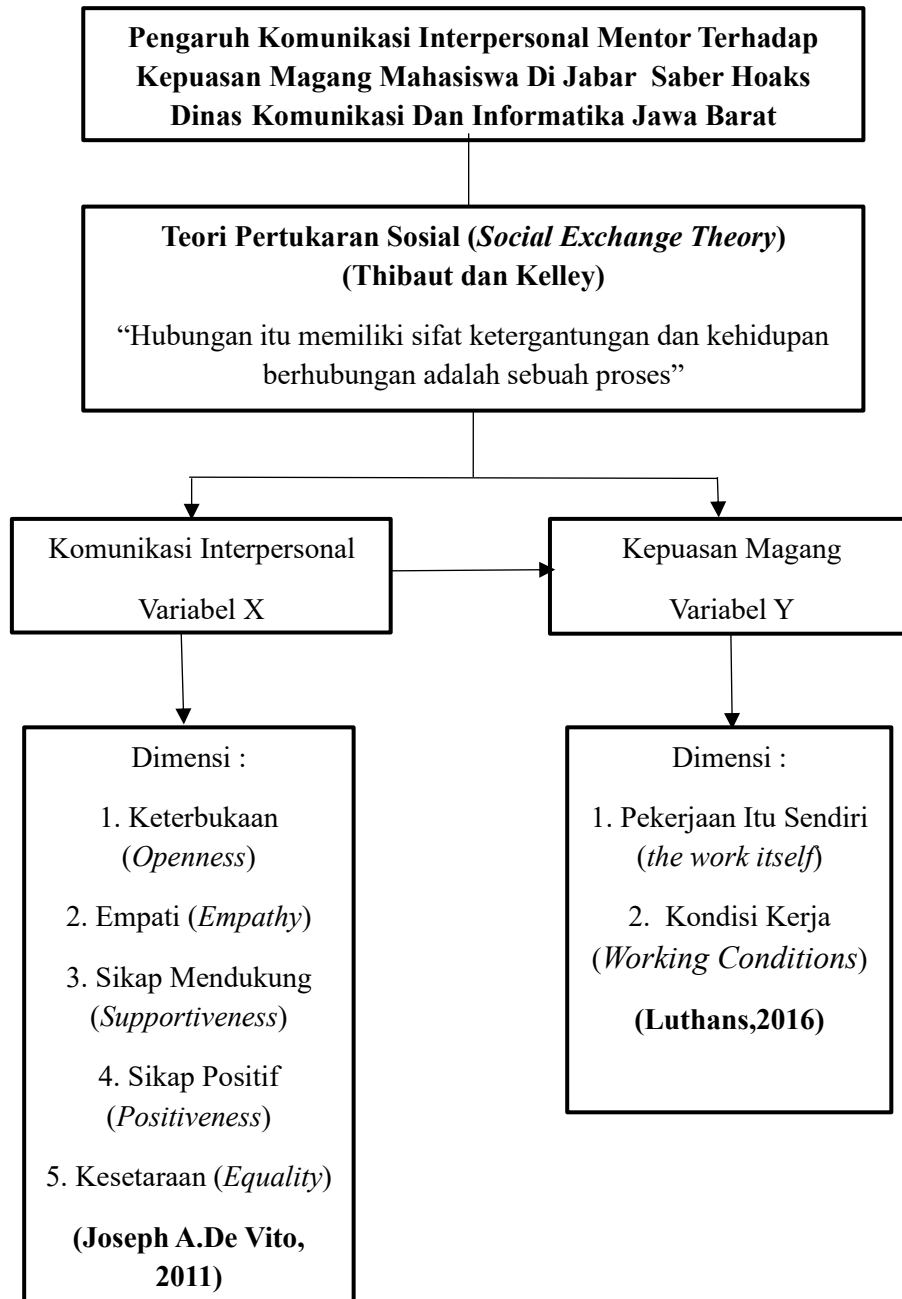 Pengaruh Komunikasi Interpersonal Mentor Terhadap
Kepuasan Magang Mahasiswa Di Jabar Saber Hoaks
Dinas Komunikasi Dan Informatika Jawa Barat
Teori Pertukaran Sosial (Social Exchange Theory)
(Thibaut dan Kelley)
“Hubungan itu memiliki sifat ketergantungan dan kehidupan
berhubungan adalah sebuah proses”
Komunikasi Interpersonal
Variabel X
Kepuasan Magang
Variabel Y
Dimensi :
1. Keterbukaan
(Openness)
2. Empati (Empathy)
3. Sikap Mendukung
(Supportiveness)
4. Sikap Positif
(Positiveness)
5. Kesetaraan (Equality)
(Joseph A.De Vito,
2011)
Dimensi :
1. Pekerjaan Itu Sendiri
(the work itself)
2. Kondisi Kerja
(Working Conditions)
(Luthans,2016)